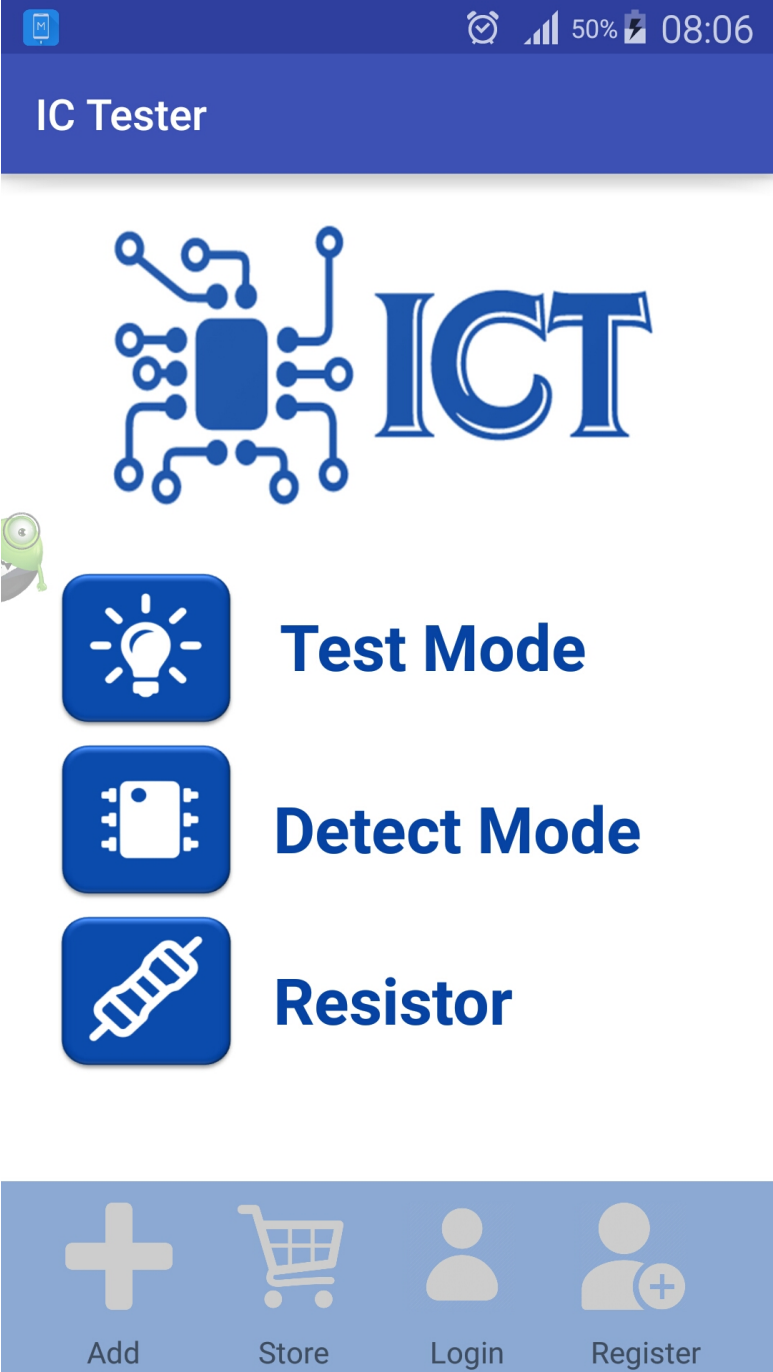 M
50% 08:06
IC Tester
ICT
Test Mode
Detect Mode
Resistor
Add Store Login Register